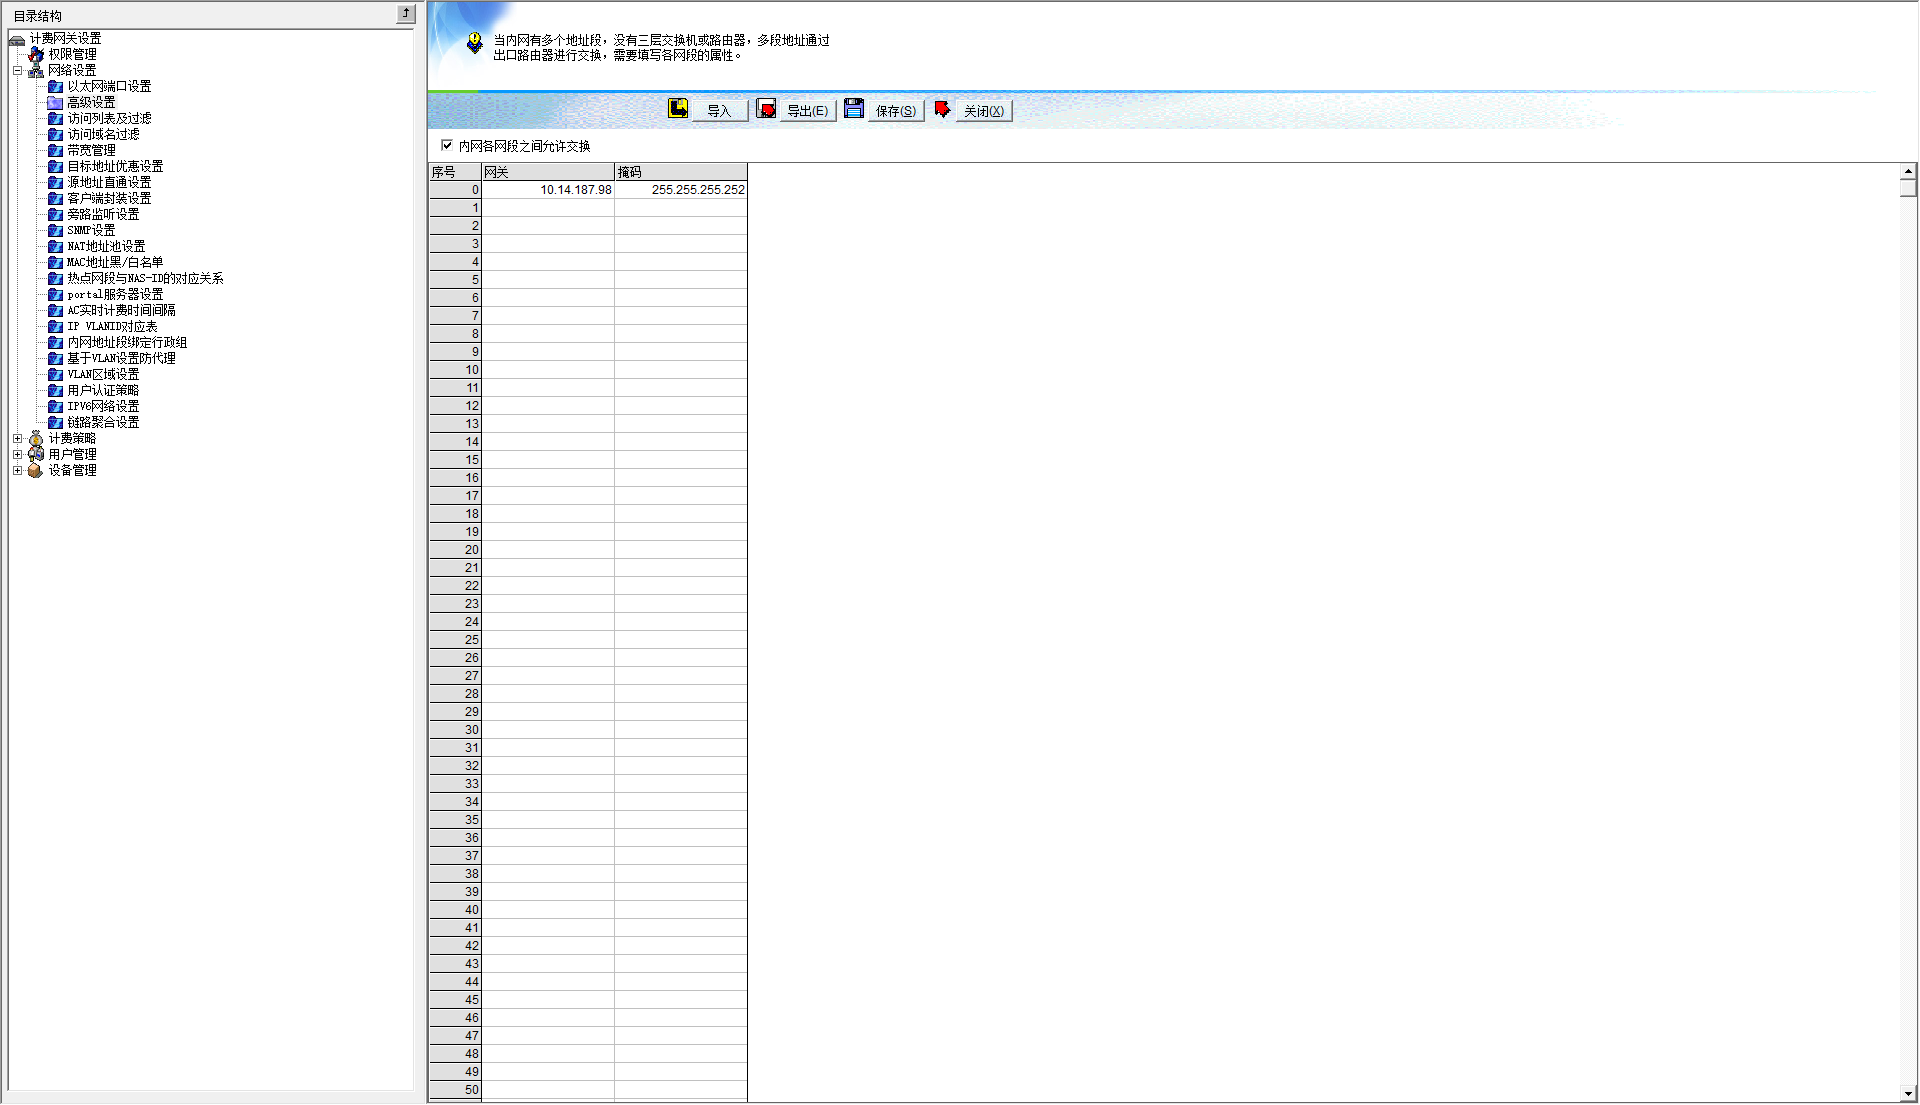 目录结构
计费网关设置
权限管理
网络设置
以太网端口设置
高级设置
访问列表及过滤
访问域名过滤
带宽管理
目标地址优惠设置
源地址直通设置
客户端封装设置
旁路监听设置
SNMP设置
NAT地址池设置
MAC地址黑/白名单
热点网段与NAS-ID的对应关系
portal服务器设置
AC实时计费时间间隔
IP VLANID对应表
内网地址段绑定行政组
基于VLAN设置防代理
VLAN区域设置
用户认证策略
IPV6网络设置
链路聚合设置
计费策略
用户管理
设备管理
当内网有多个地址段，没有三层交换机或路由器，多段地址通过
出口路由器进行交换，需要填写各网段的属性。
导入 导出(E) 保存(S) 关闭(X)
内网各网段之间允许交换
序号 网关 掩码
0 10.14.187.98 255.255.255.252
1
2
3
4
5
6
7
8
9
10
11
12
13
14
15
16
17
18
19
20
21
22
23
24
25
26
27
28
29
30
31
32
33
34
35
36
37
38
39
40
41
42
43
44
45
46
47
48
49
50